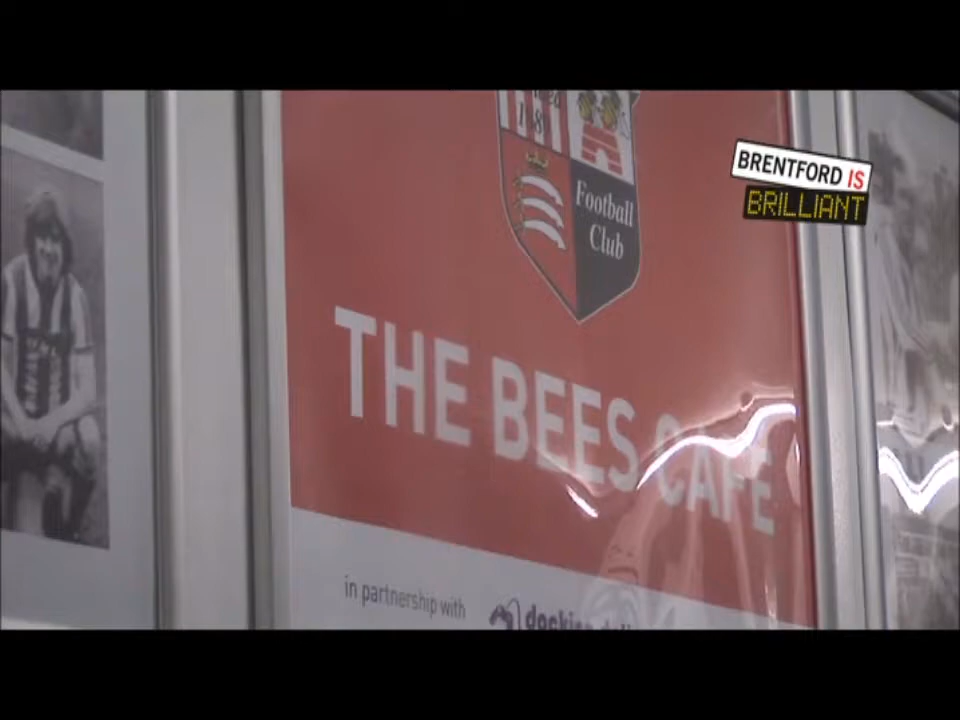 BRENTFORD IS
BRILLIANT
Football
Club
THE BEES CAFE
in partnership with